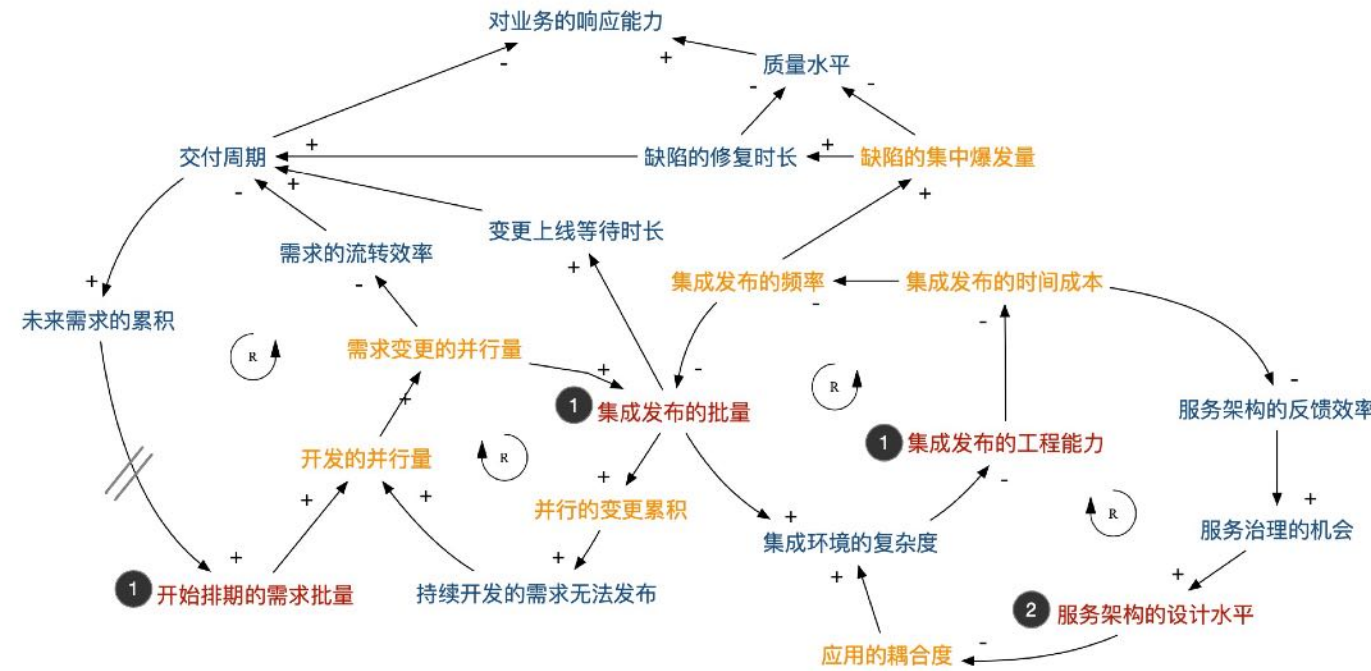 对业务的响应能力
-
+
质量水平
-
-
交付周期
+
缺陷的修复时长
+
缺陷的集中爆发量
-
+
+
变更上线等待时长
需求的流转效率
+
+
-
集成发布的频率
集成发布的时间成本
-
未来需求的累积
-
R
需求变更的并行量
+
-
R
-
1 集成发布的批量
服务架构的反馈效率
+
1 集成发布的工程能力
开发的并行量
R
+
+
+
-
+
并行的变更累积
+
R
集成环境的复杂度
服务治理的机会
+
+
+
+
1 开始排期的需求批量
持续开发的需求无法发布
2 服务架构的设计水平
-
应用的耦合度